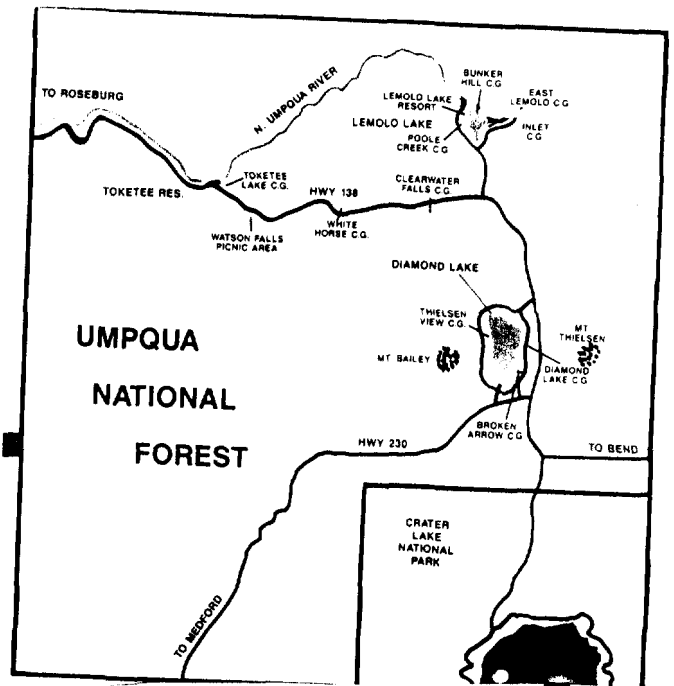 TO ROSEBURG
N. UMPQUA RIVER
BUNKER
HILL C.G
LEMOLO LAKE
RESORT
EAST
LEMOLO C.G
LEMOLO LAKE
INLET
C.G
POOLE
CREEK C.G
TOKETEE
LAKE C.G.
TOKETEE RES.
HWY 138
CLEARWATER
FALLS C.G.
WATSON FALLS
PICNIC AREA
WHITE
HORSE C.G.
DIAMOND LAKE
THIELSEN
VIEW C.G.
MT
THIELSEN
UMPQUA
NATIONAL
FOREST
MT BAILEY
DIAMOND
LAKE C.G
BROKEN
ARROW C.G
HWY 230
TO BEND
CRATER
LAKE
NATIONAL
PARK
TO MEDFORD